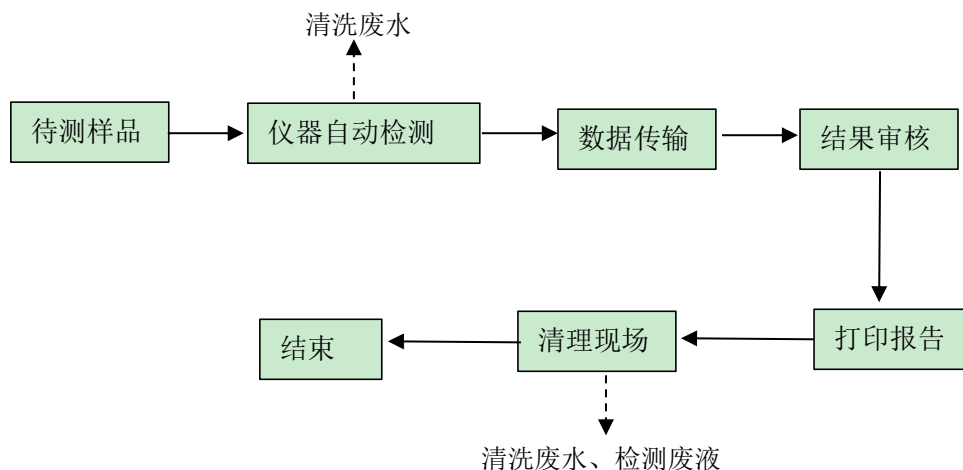 清洗废水
待测样品
仪器自动检测
数据传输
结果审核
打印报告
清理现场
结束
清洗废水、检测废液